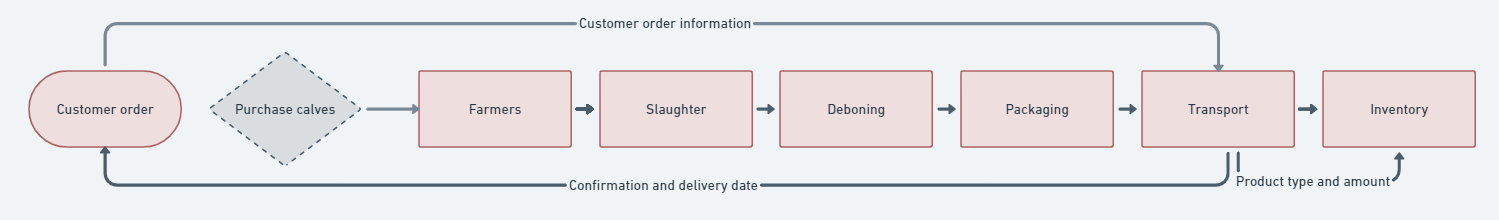 Customer order information
Customer order
Purchase calves
Farmers
Slaughter
Deboning
Packaging
Transport
Inventory
Confirmation and delivery date
Product type and amount